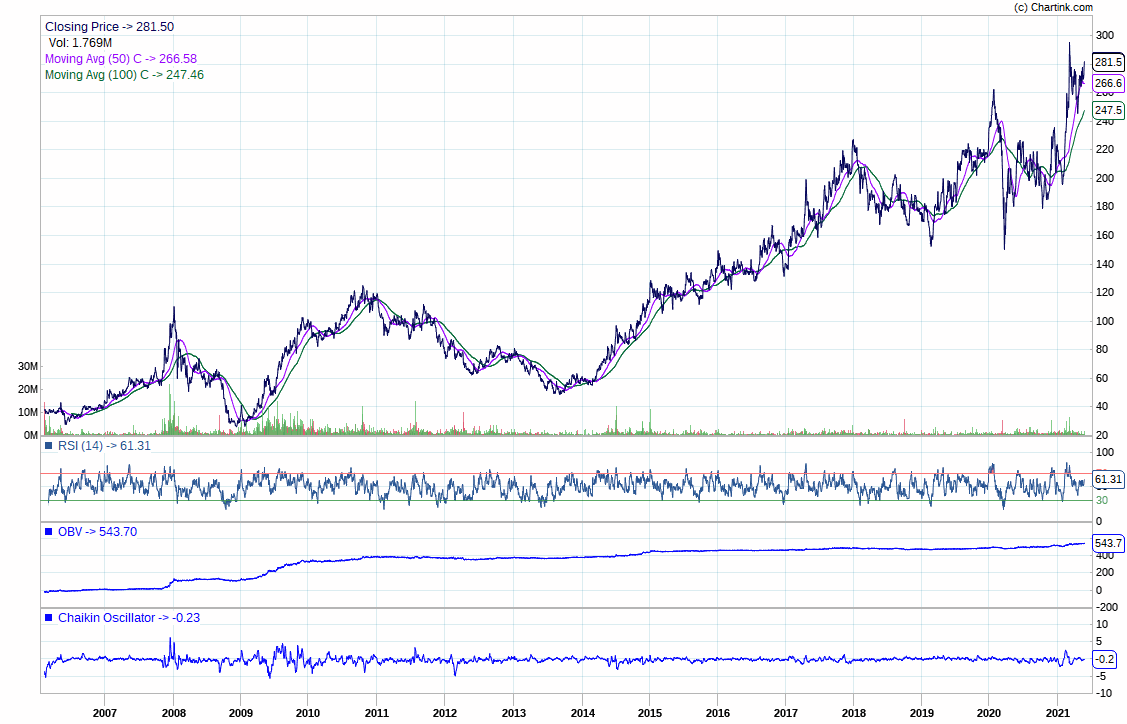 (c) Chartink.com
Closing Price -> 281.50
Vol: 1.769M
Moving Avg (50) C -> 266.58
Moving Avg (100) C -> 247.46
300
281.5
266.6
260
247.5
240
220
200
180
160
140
120
100
80
60
40
20
30M
20M
10M
0M
RSI (14) -> 61.31
100
61.31
30
0
OBV -> 543.70
543.7
400
200
0
-200
Chaikin Oscillator -> -0.23
10
5
-0.2
-5
-10
2007 2008 2009 2010 2011 2012 2013 2014 2015 2016 2017 2018 2019 2020 2021